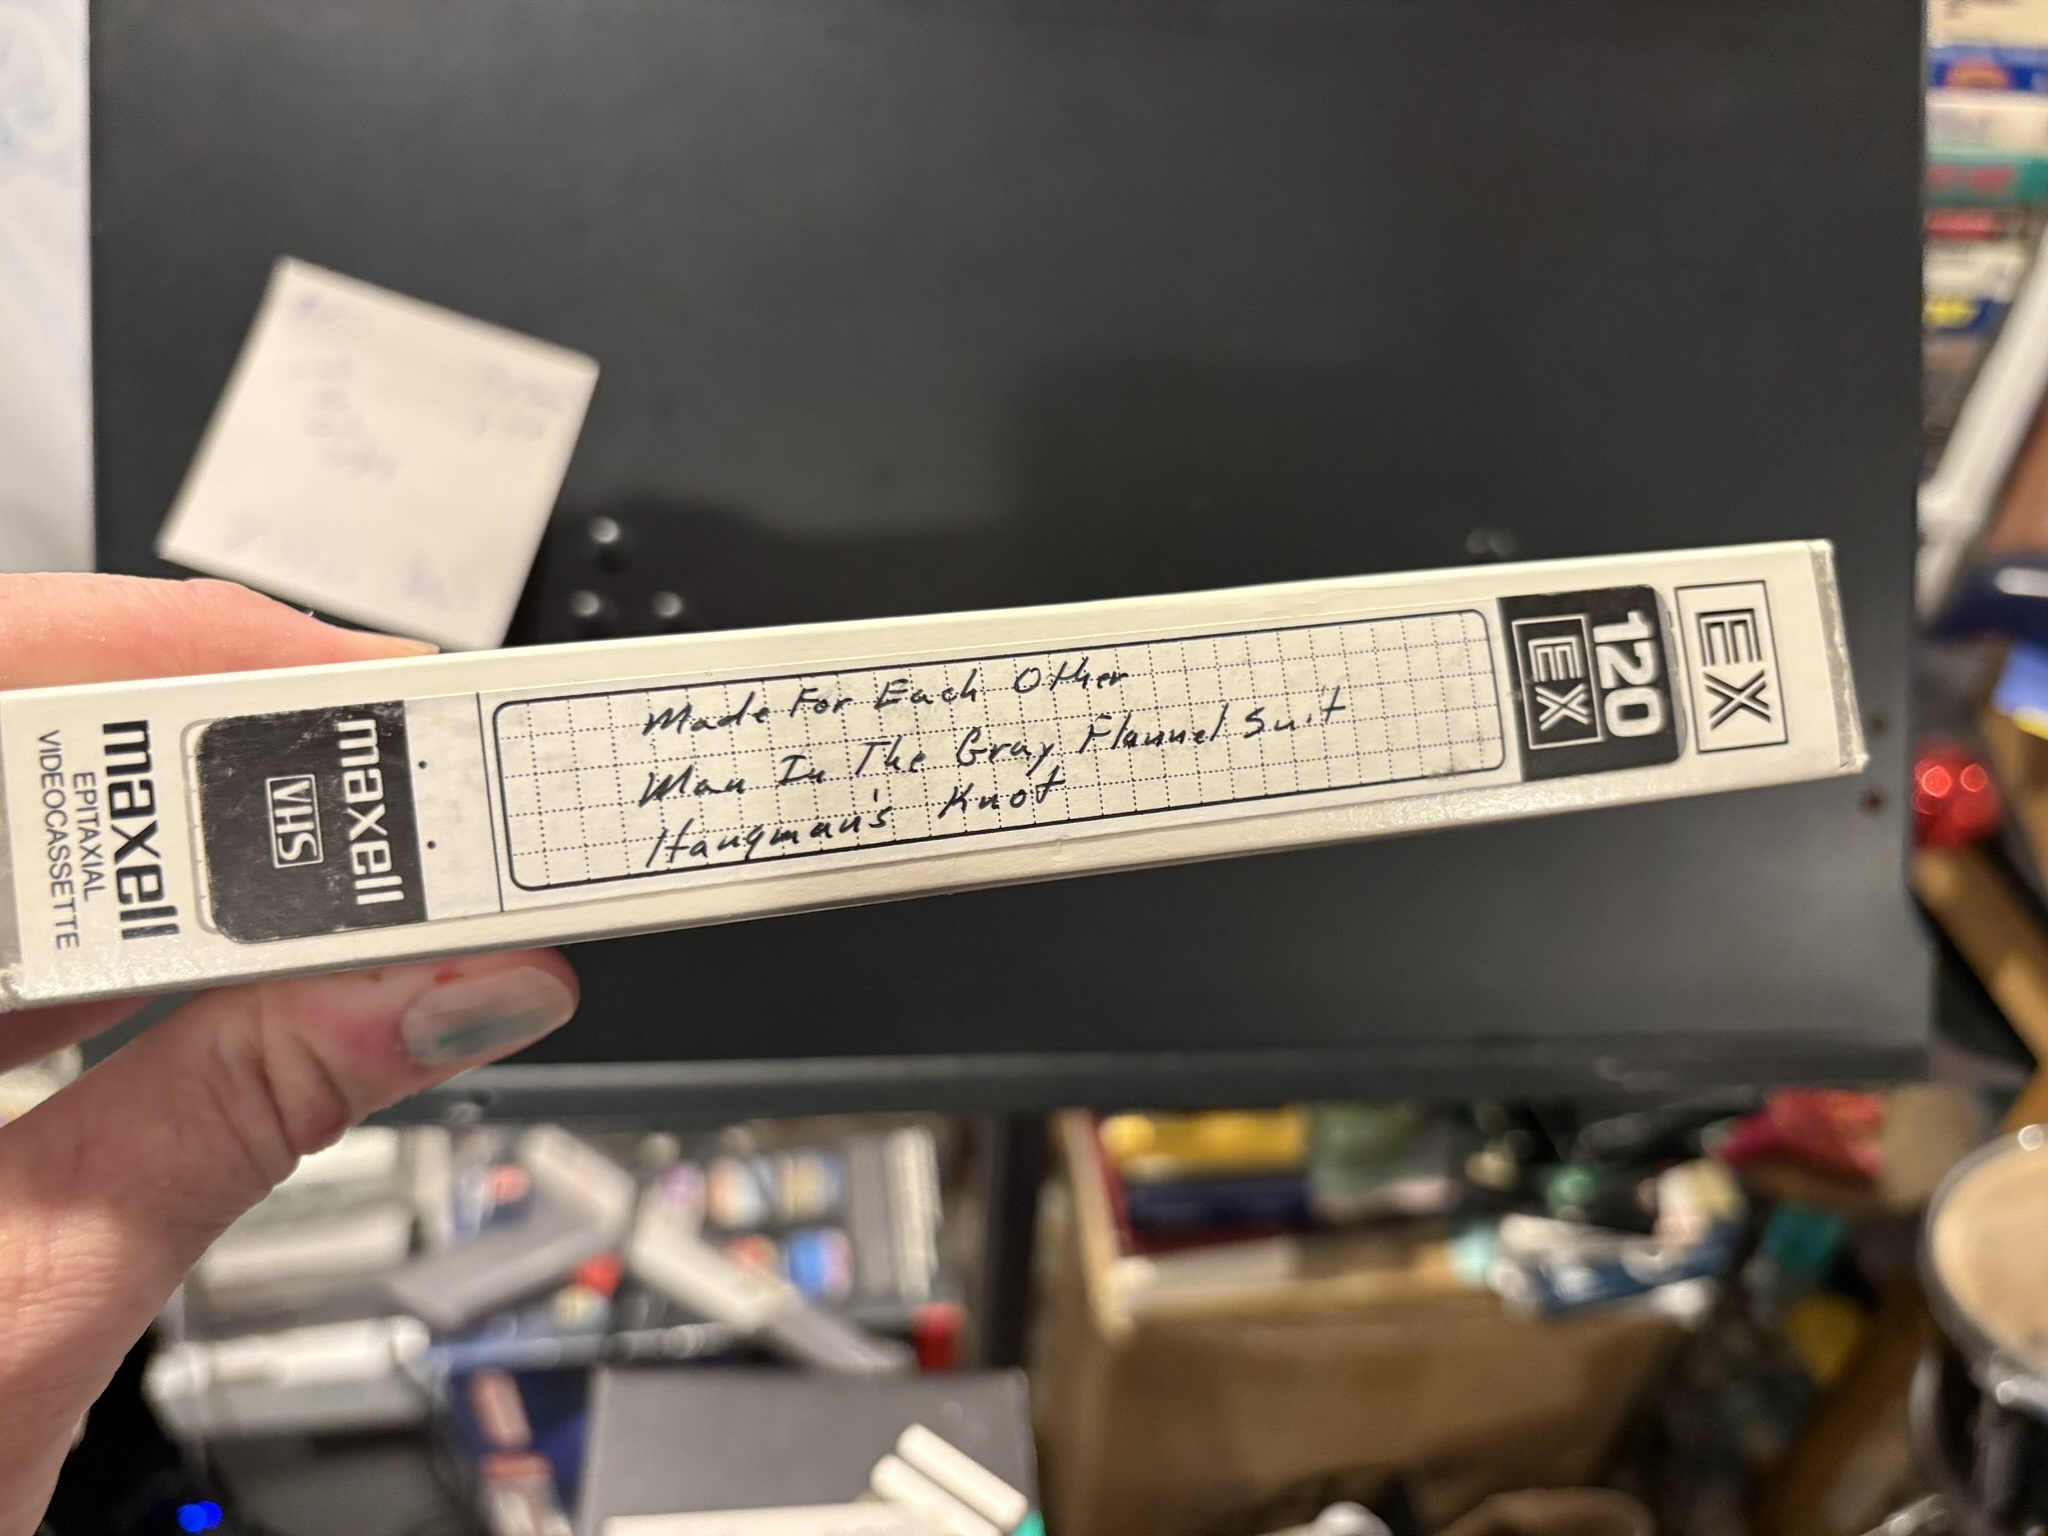 maxell
EPITAXIAL
VIDEOCASSETTE
maxell
VHS
Made For Each Other
Man In The Gray Flannel Suit
Hangman's Knot
120
EX
EX